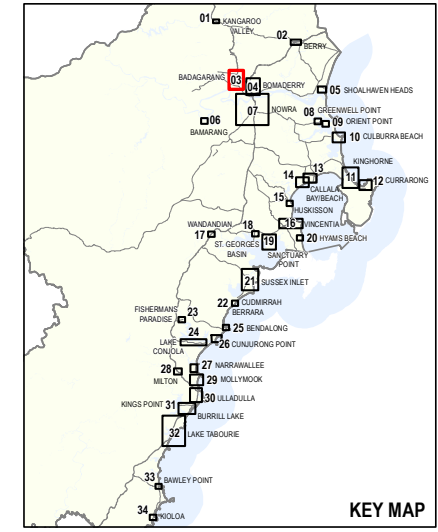 01
KANGAROO
VALLEY
02
BERRY
BADAGARANG
03
04
BOMADERRY
05 SHOALHAVEN HEADS
06
BAMARANG
07
NOWRA
08 GREENWELL POINT
09 ORIENT POINT
10 CULBURRA BEACH
KINGHORNE
11
12 CURRARONG
13
14
CALLALA
BAY/BEACH
15
HUSKISSON
16
VINCENTIA
WANDANDIAN
17
18
ST. GEORGES
BASIN
19
20 HYAMS BEACH
SANCTUARY
POINT
21
SUSSEX INLET
22 CUDMIRRAH
BERRARA
FISHERMANS
PARADISE
23
24
LAKE
CONJOLA
25 BENDALONG
26 CUNJURONG POINT
27 NARRAWALLEE
28
MILTON
29 MOLLYMOOK
30 ULLADULLA
KINGS POINT 31
BURRILL LAKE
32 LAKE TABOURIE
33 BAWLEY POINT
34 KIOLOA
KEY MAP